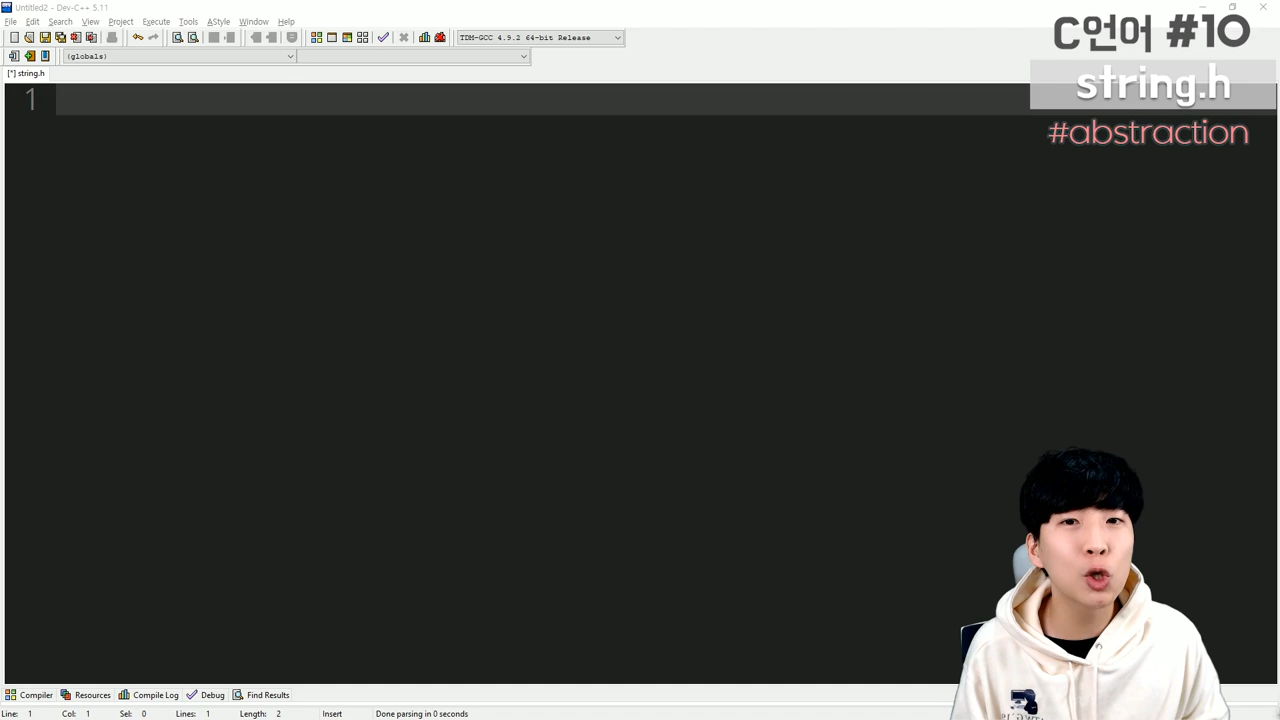 Untitled2 - Dev-C++ 5.11
File Edit Search View Project Execute Tools AStyle Window Help
TDM-GCC 4.9.2 64-bit Release
(globals)
[*] string.h
1
C언어 #10
string.h
#abstraction
Compiler Resources Compile Log Debug Find Results
Line: 1 Col: 1 Sel: 0 Lines: 1 Length: 2 Insert Done parsing in 0 seconds